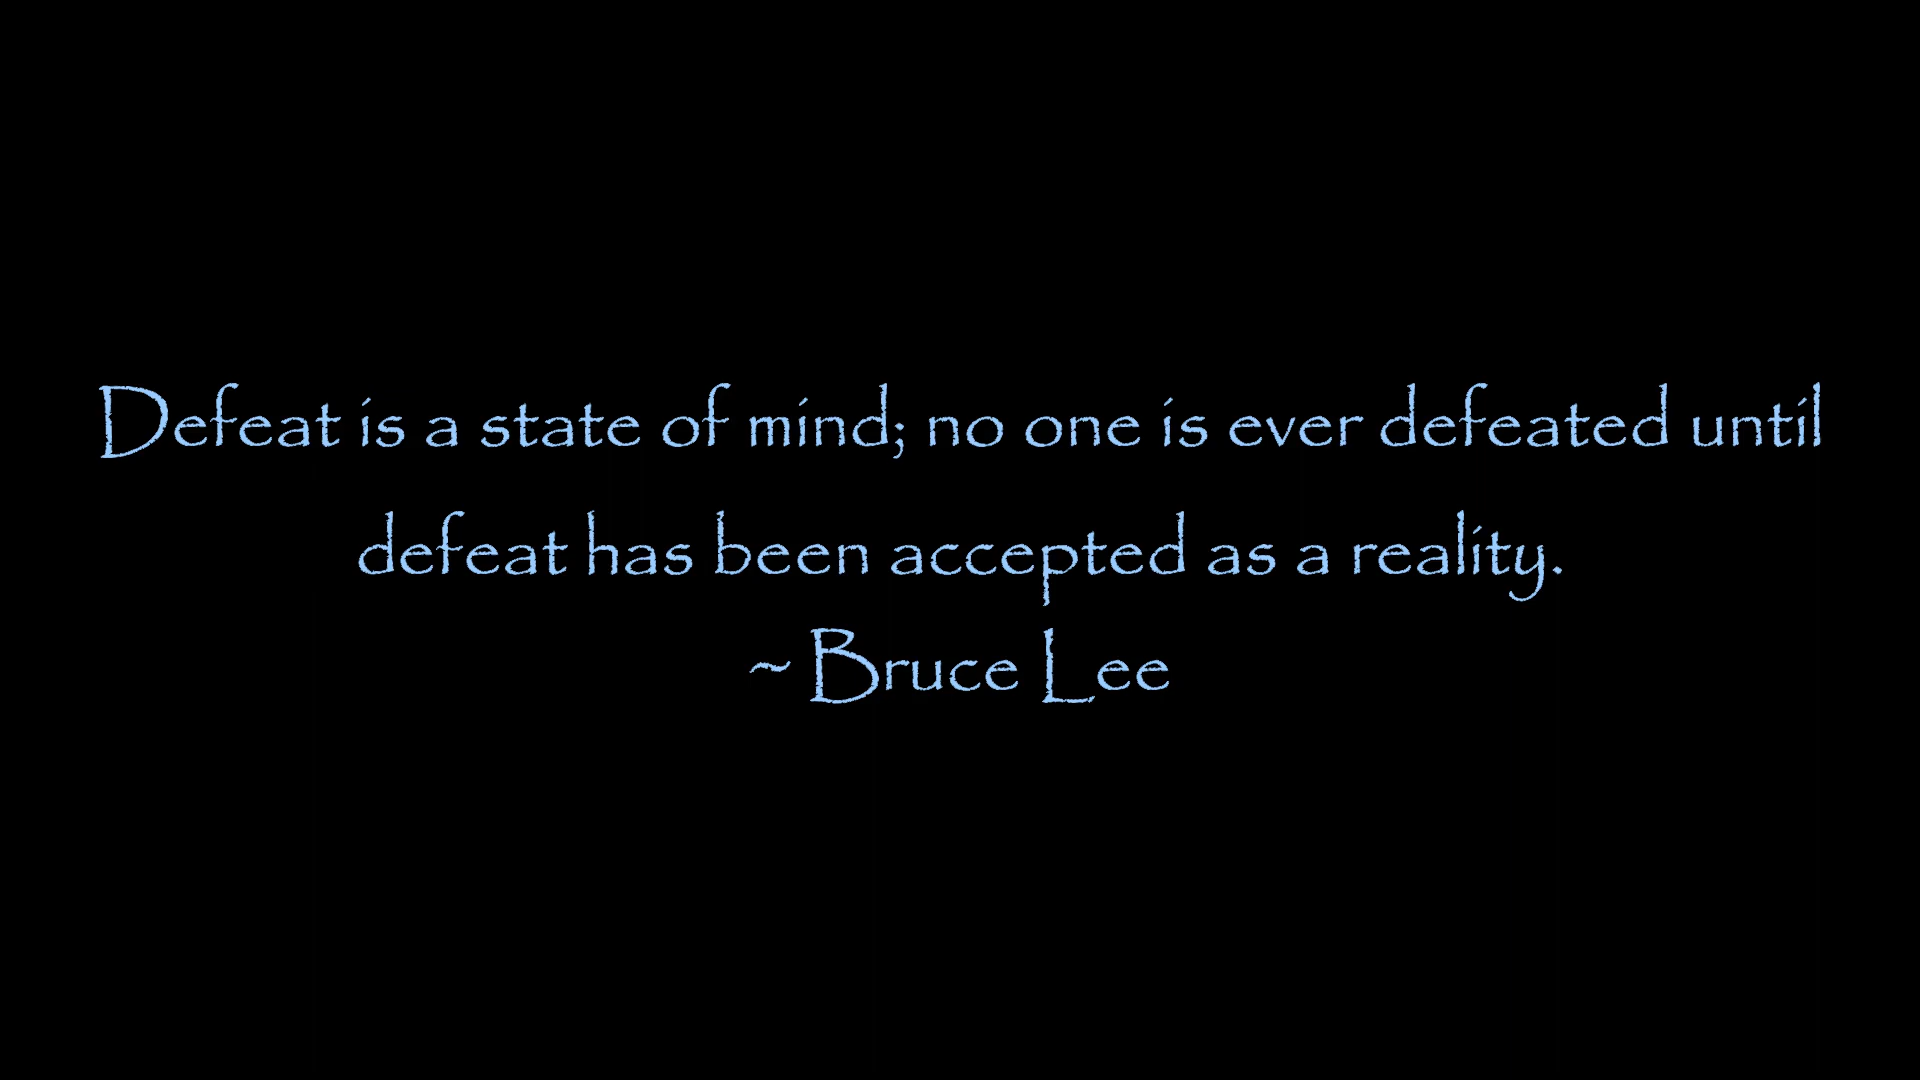 Defeat is a state of mind; no one is ever defeated until
defeat has been accepted as a reality.
~ Bruce Lee